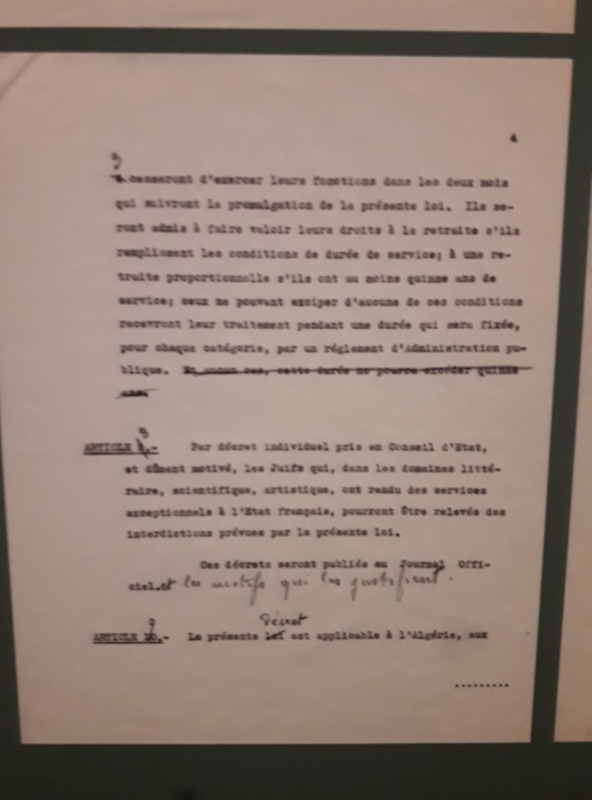 4
cesseront d'exercer leurs fonctions dans les deux mois
qui suivront la promulgation de la présente loi. Ils se-
ront admis à faire valoir leurs droits à la retraite s'ils
remplissent les conditions de durée de service; à une re-
traite proportionnelle s'ils ont au moins quinze ans de
service; ceux ne pouvant exciper d'aucune de ces conditions
recevront leur traitement pendant une durée qui sera fixée,
pour chaque catégorie, par un réglement d'Administration pu-
blique. En aucun cas, cette durée ne pourra excéder quinze
ans.
8
ARTICLE .- Par décret individuel pris en Conseil d'Etat,
et dûment motivé, les Juifs qui, dans les domaines litté-
raire, scientifique, artistique, ont rendu des services
exceptionnels à l'Etat français, pourront être relevés des
interdictions prévues par la présente loi.
Ces décrets seront publiés au Journal Offi-
ciel. et les motifs qui les justifient.
9 décret
ARTICLE 10.- La présente loi est applicable à l'Algérie, aux
.........